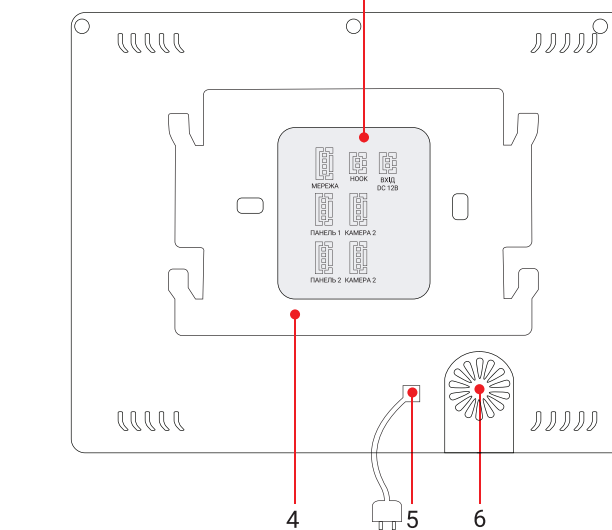 МЕРЕЖА HOOK ВХІД
DC 12В
ПАНЕЛЬ 1 КАМЕРА 2
ПАНЕЛЬ 2 КАМЕРА 2
4 5 6